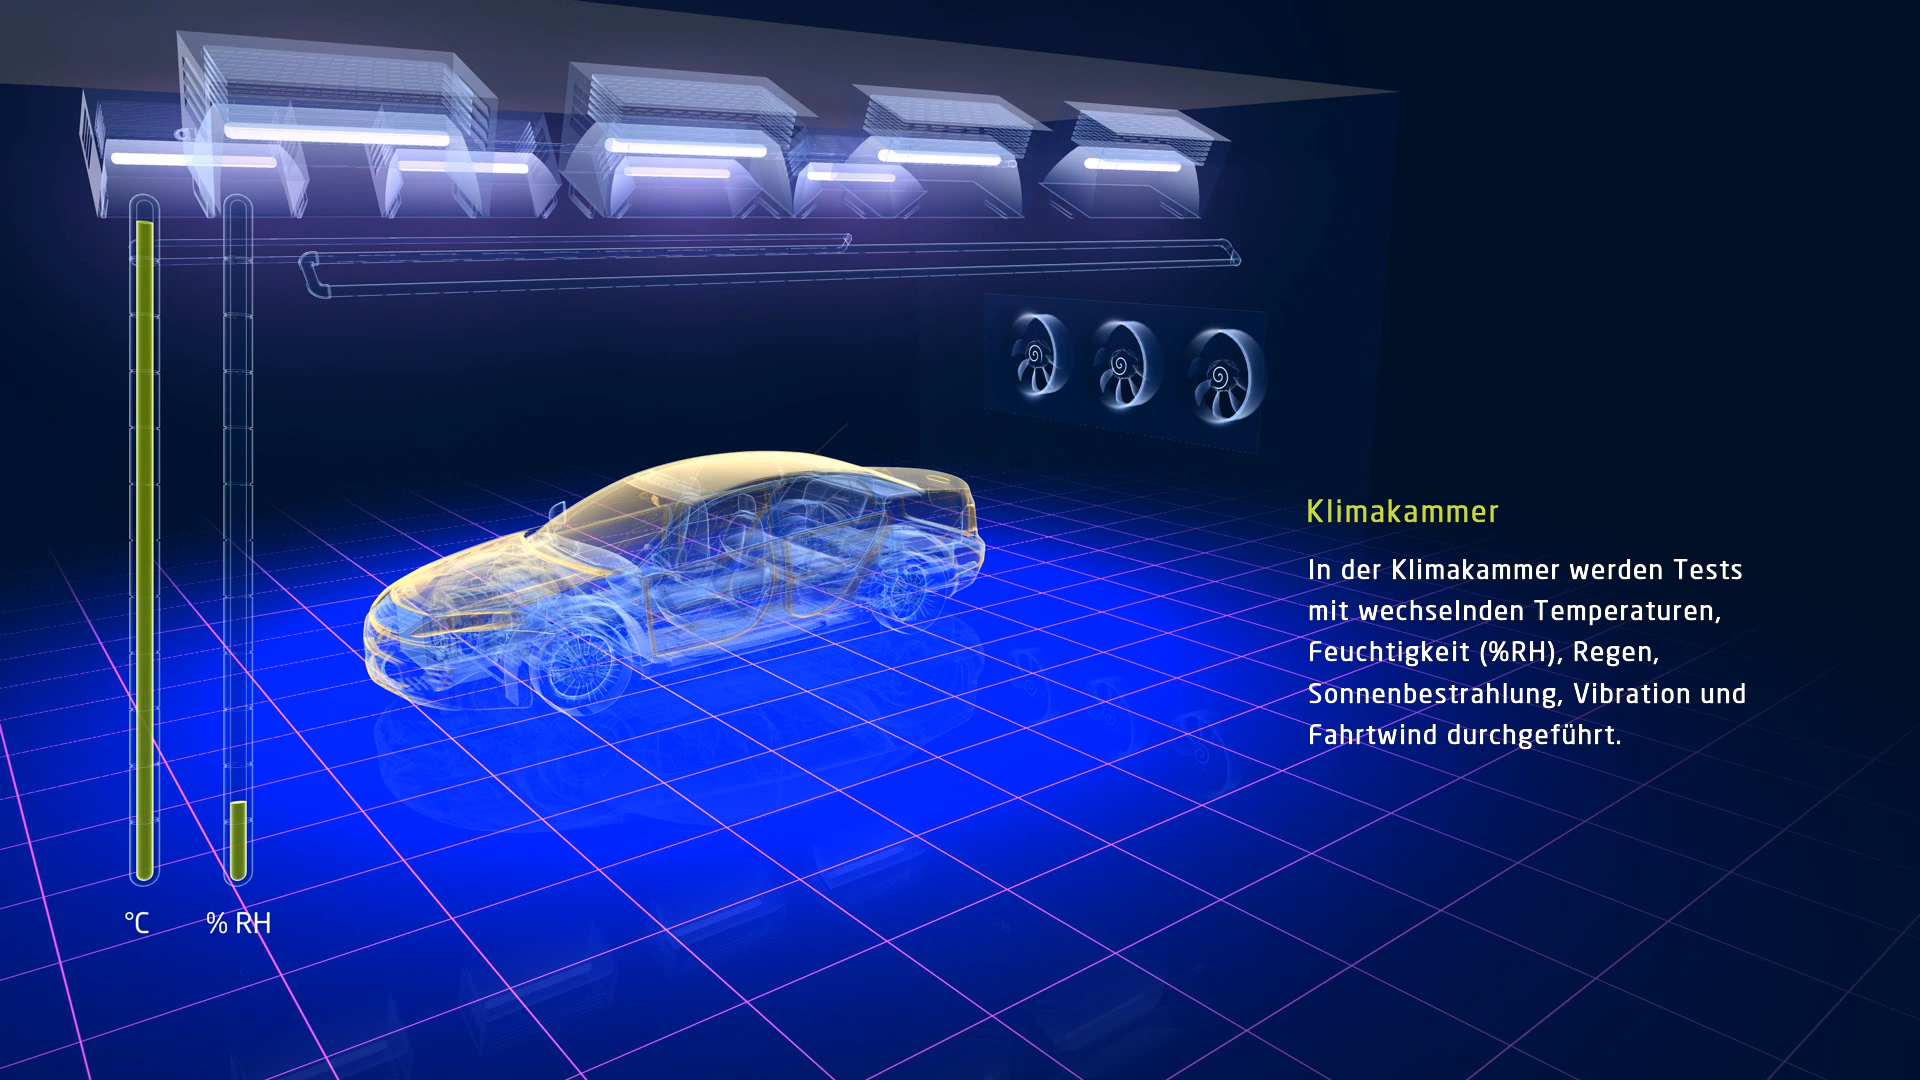 Klimakammer
In der Klimakammer werden Tests
mit wechselnden Temperaturen,
Feuchtigkeit (%RH), Regen,
Sonnenbestrahlung, Vibration und
Fahrtwind durchgeführt.
°C
% RH